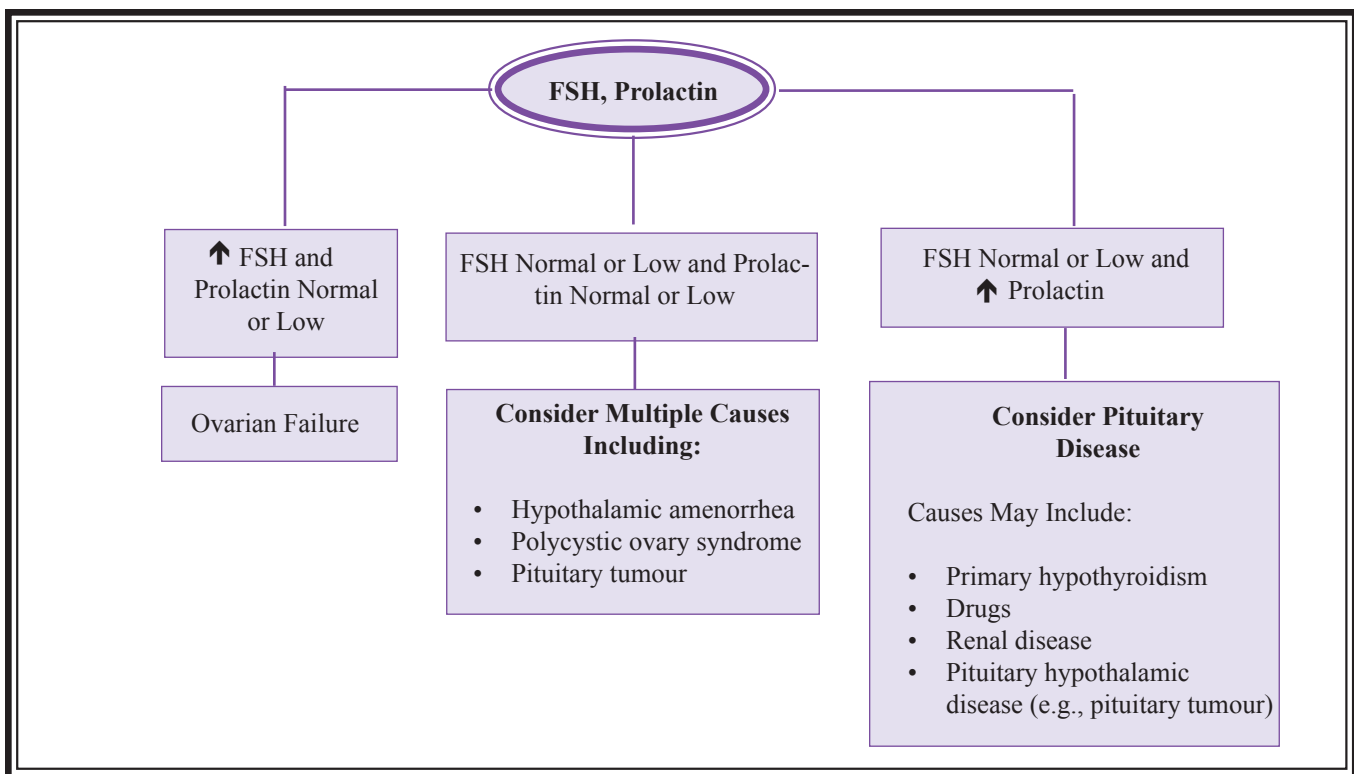 FSH, Prolactin
↑ FSH and
Prolactin Normal
or Low
Ovarian Failure
FSH Normal or Low and Prolac-
tin Normal or Low
Consider Multiple Causes
Including:
• Hypothalamic amenorrhea
• Polycystic ovary syndrome
• Pituitary tumour
FSH Normal or Low and
↑ Prolactin
Consider Pituitary
Disease
Causes May Include:
• Primary hypothyroidism
• Drugs
• Renal disease
• Pituitary hypothalamic
disease (e.g., pituitary tumour)